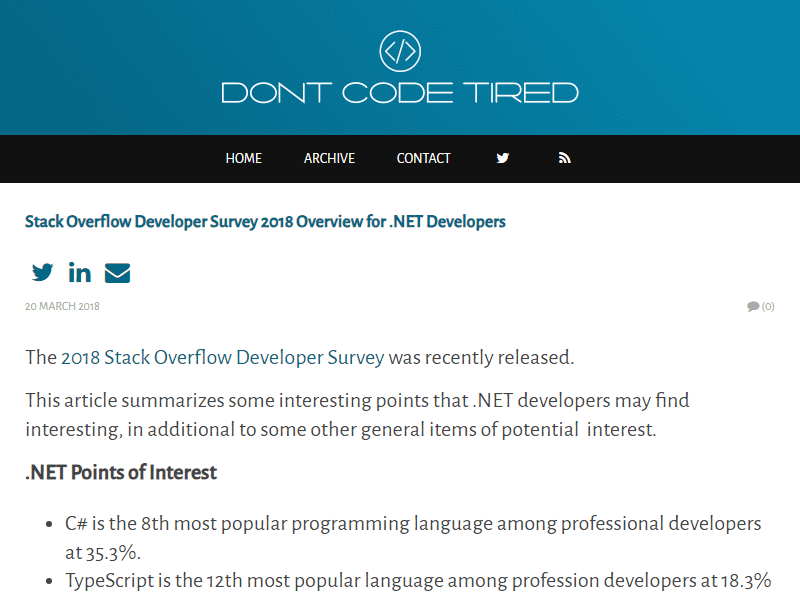 </>
DONT CODE TIRED
HOME ARCHIVE CONTACT
Stack Overflow Developer Survey 2018 Overview for .NET Developers
in
20 MARCH 2018 (0)
The 2018 Stack Overflow Developer Survey was recently released.
This article summarizes some interesting points that .NET developers may find
interesting, in additional to some other general items of potential interest.
.NET Points of Interest
• C# is the 8th most popular programming language among professional developers
at 35.3%.
• TypeScript is the 12th most popular language among profession developers at 18.3%